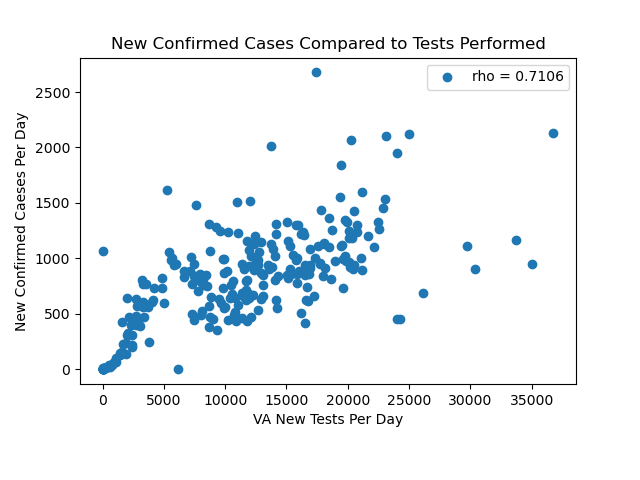 New Confirmed Cases Compared to Tests Performed
rho = 0.7106
2500
2000
1500
1000
500
0
New Confirmed Caeses Per Day
0 5000 10000 15000 20000 25000 30000 35000
VA New Tests Per Day